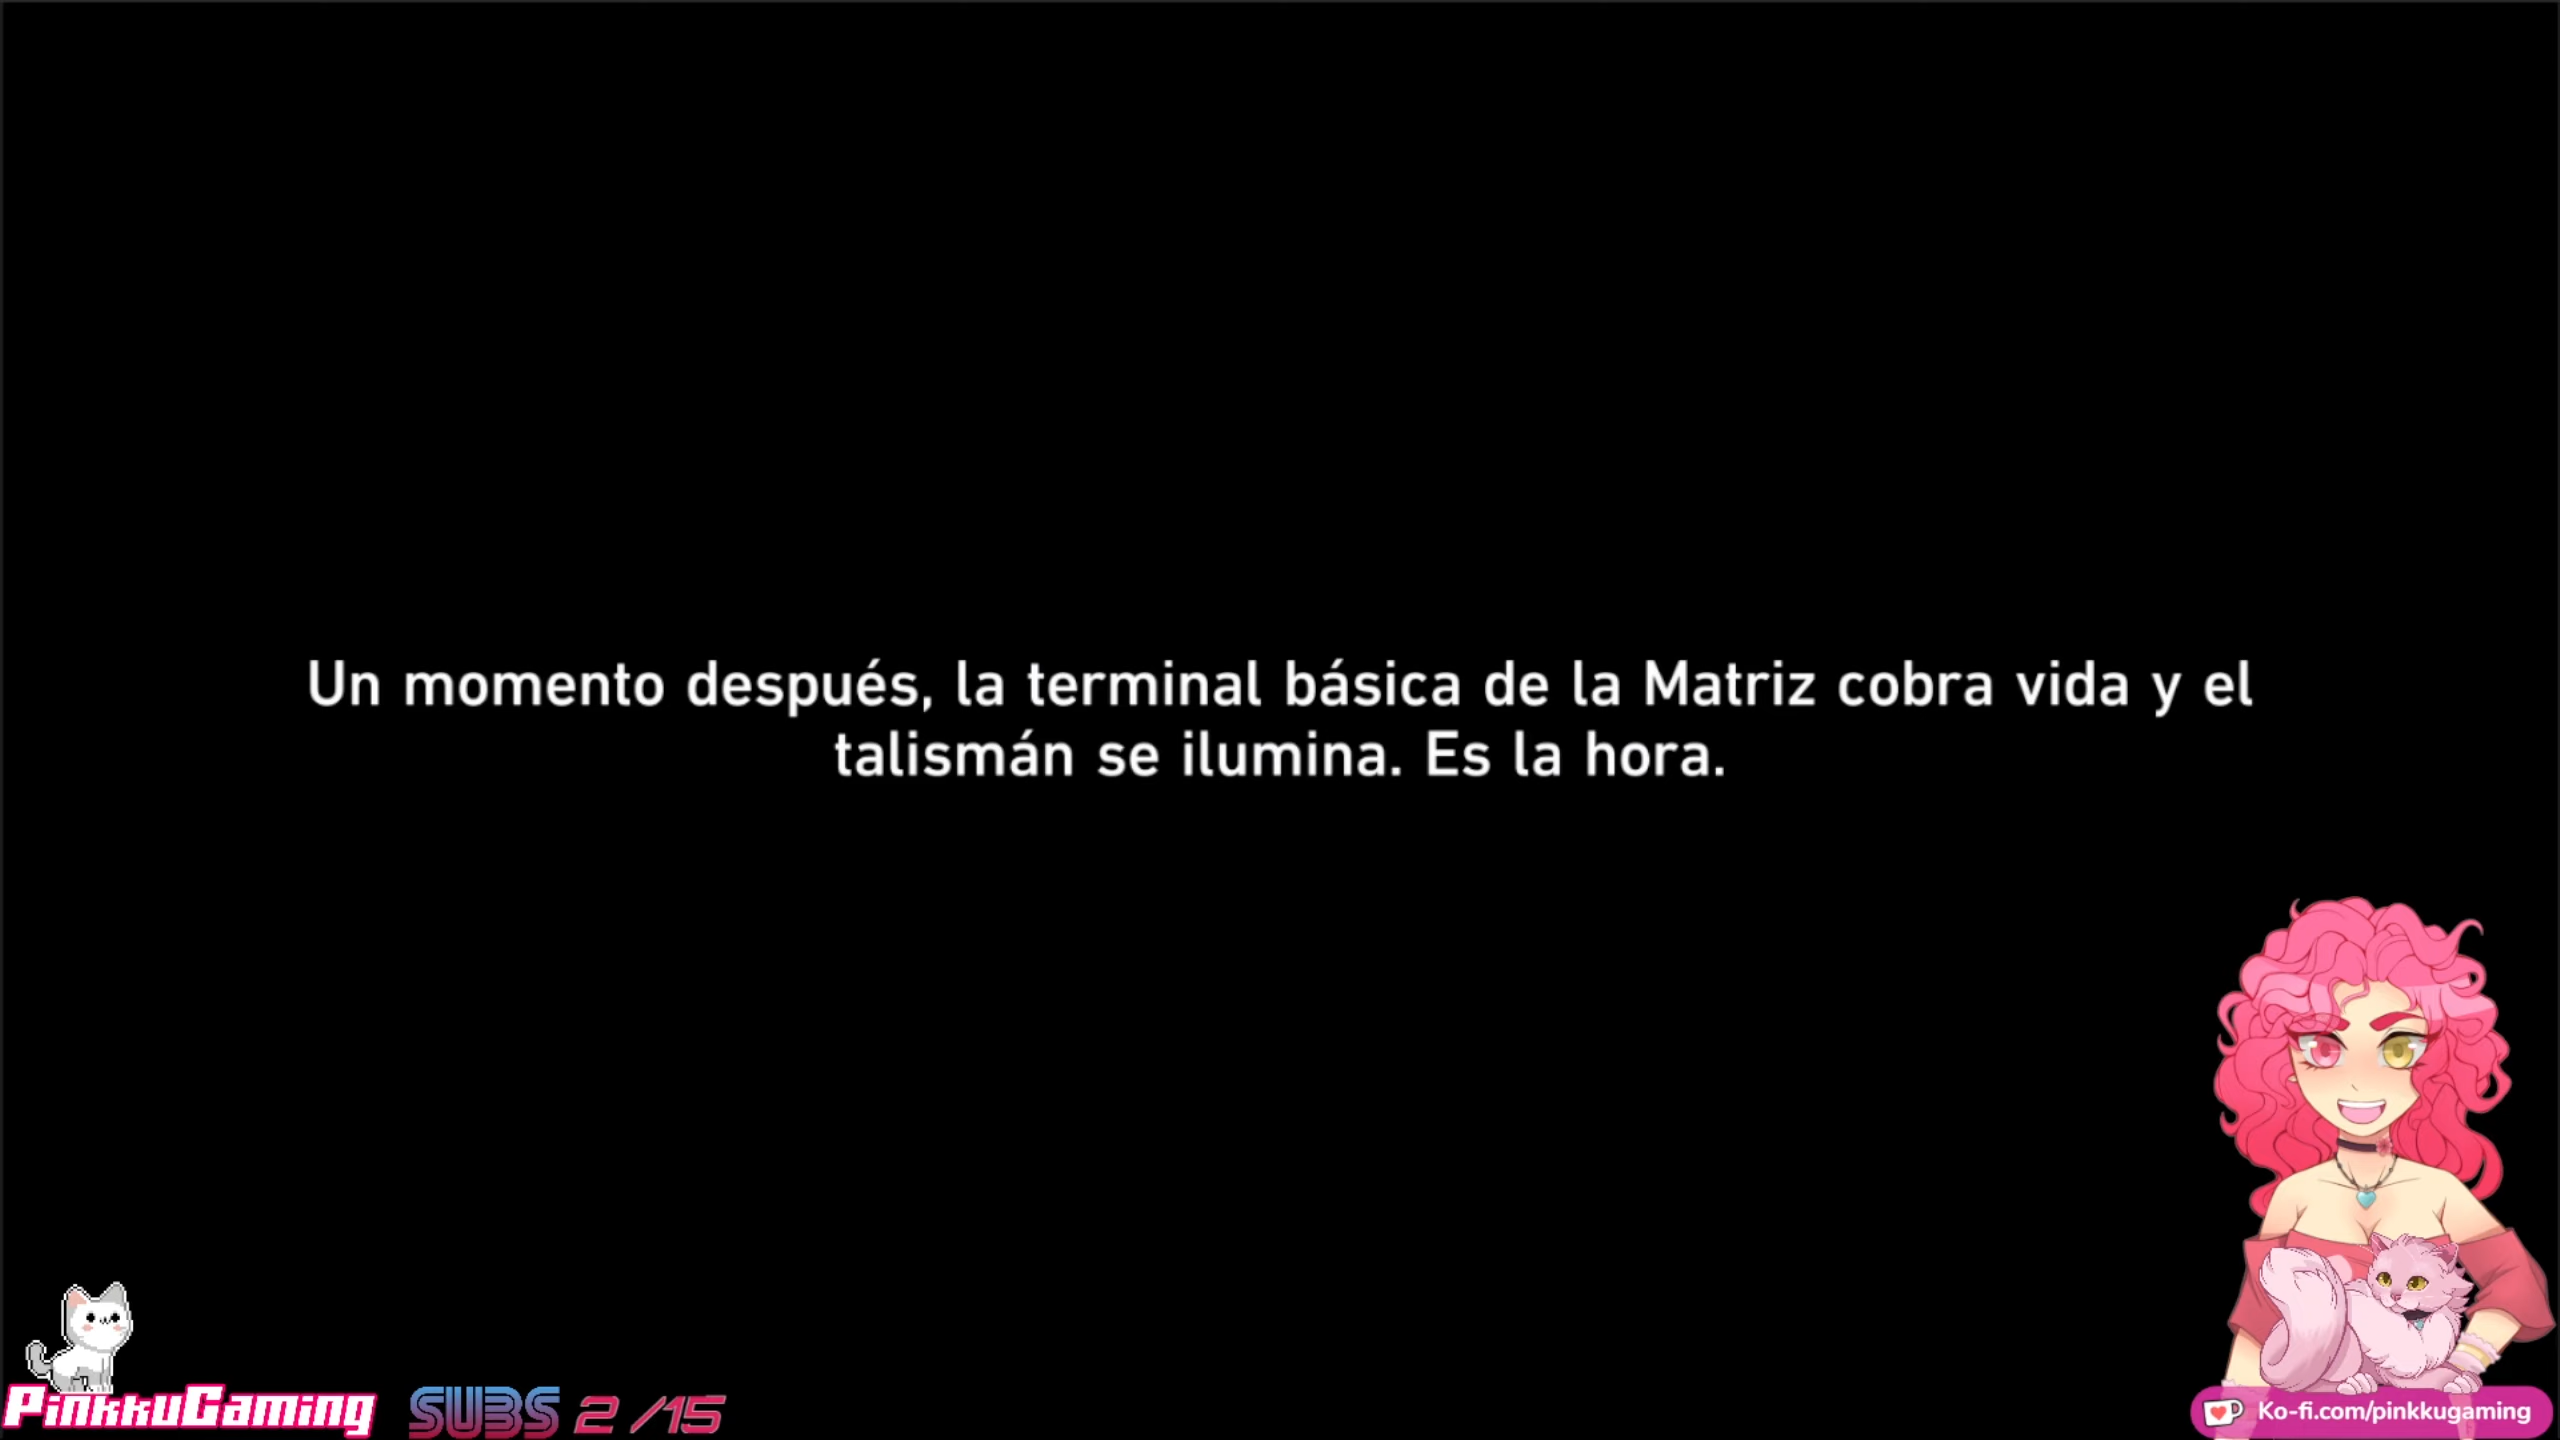 Un momento después, la terminal básica de la Matriz cobra vida y el
talismán se ilumina. Es la hora.
PinkkuGaming
SUBS 2 /15
Ko-fi.com/pinkkugaming